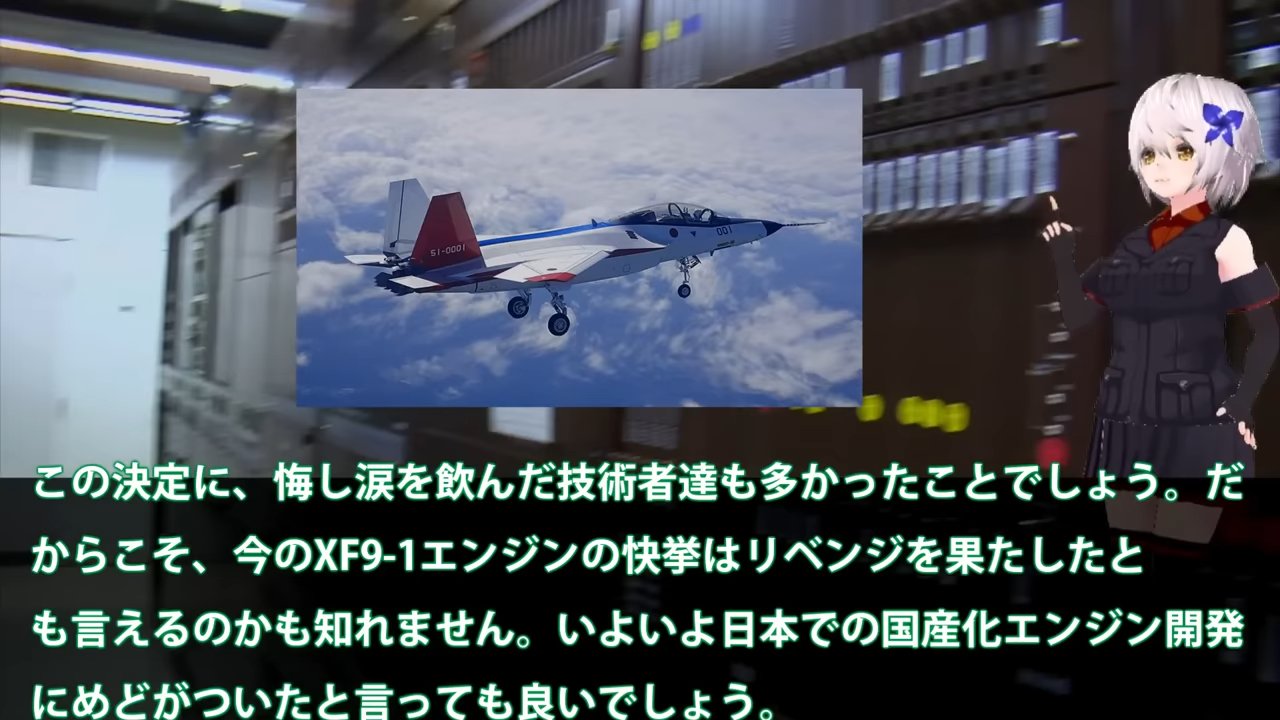 001
51-0001
この決定に、悔し涙を飲んだ技術者達も多かったことでしょう。だ
からこそ、今のXF9-1エンジンの快挙はリベンジを果たしたと
も言えるのかも知れません。いよいよ日本での国産化エンジン開発
にめどがついたと言っても良いでしょう。